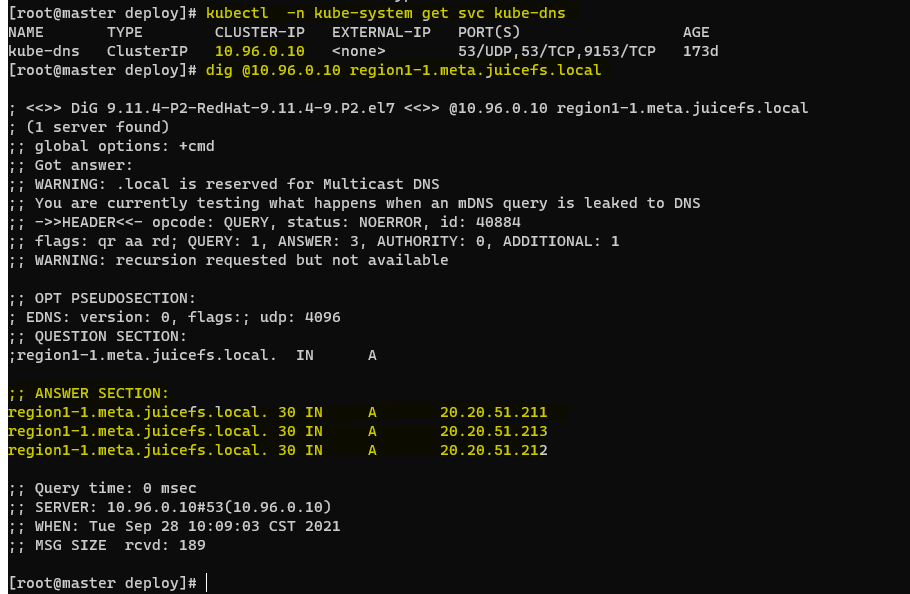 [root@master deploy]# kubectl  -n kube-system get svc kube-dns
NAME       TYPE        CLUSTER-IP   EXTERNAL-IP   PORT(S)                  AGE
kube-dns   ClusterIP   10.96.0.10   <none>        53/UDP,53/TCP,9153/TCP   173d
[root@master deploy]# dig @10.96.0.10 region1-1.meta.juicefs.local

; <<>> DiG 9.11.4-P2-RedHat-9.11.4-9.P2.el7 <<>> @10.96.0.10 region1-1.meta.juicefs.local
; (1 server found)
;; global options: +cmd
;; Got answer:
;; WARNING: .local is reserved for Multicast DNS
;; You are currently testing what happens when an mDNS query is leaked to DNS
;; ->>HEADER<<- opcode: QUERY, status: NOERROR, id: 40884
;; flags: qr aa rd; QUERY: 1, ANSWER: 3, AUTHORITY: 0, ADDITIONAL: 1
;; WARNING: recursion requested but not available

;; OPT PSEUDOSECTION:
; EDNS: version: 0, flags:; udp: 4096
;; QUESTION SECTION:
;region1-1.meta.juicefs.local.  IN      A

;; ANSWER SECTION:
region1-1.meta.juicefs.local. 30 IN     A       20.20.51.211
region1-1.meta.juicefs.local. 30 IN     A       20.20.51.213
region1-1.meta.juicefs.local. 30 IN     A       20.20.51.212

;; Query time: 0 msec
;; SERVER: 10.96.0.10#53(10.96.0.10)
;; WHEN: Tue Sep 28 10:09:03 CST 2021
;; MSG SIZE  rcvd: 189

[root@master deploy]#